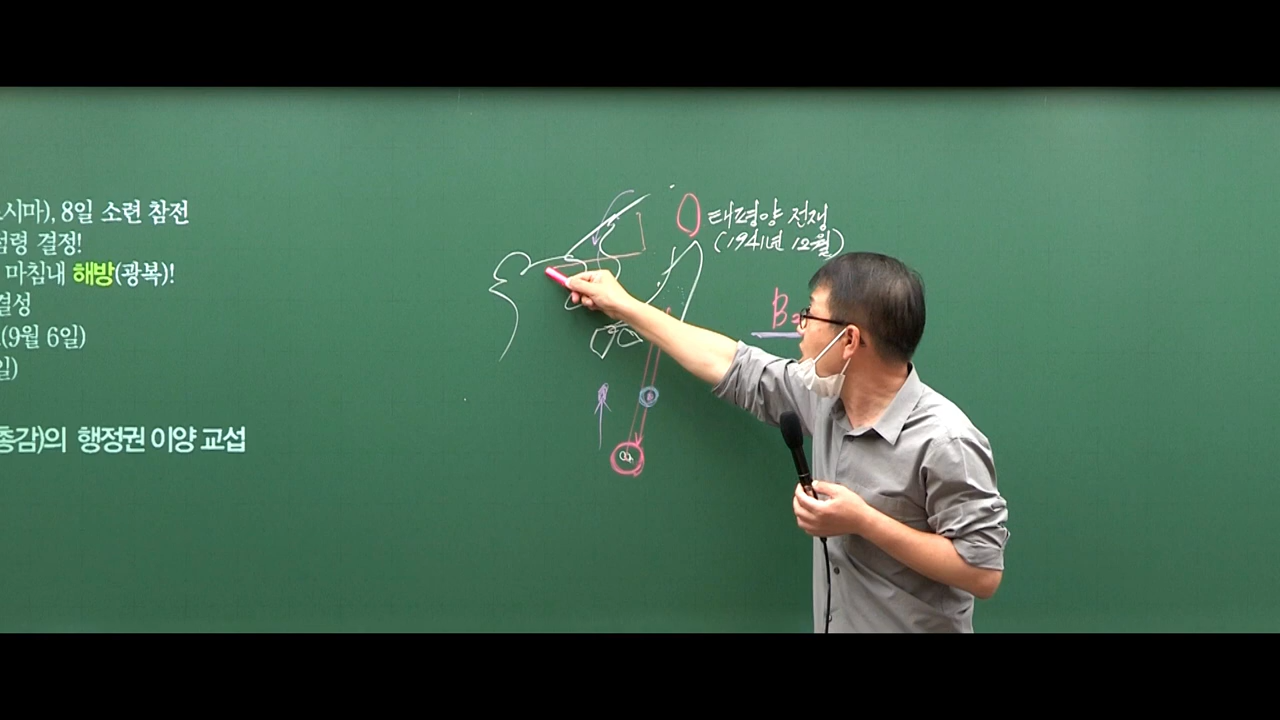 시마), 8일 소련 참전
령 결정!
마침내 해방(광복)!
결성
(9월 6일)
일)
총감)의 행정권 이양 교섭
태평양 전쟁
(1941년 12월)
B